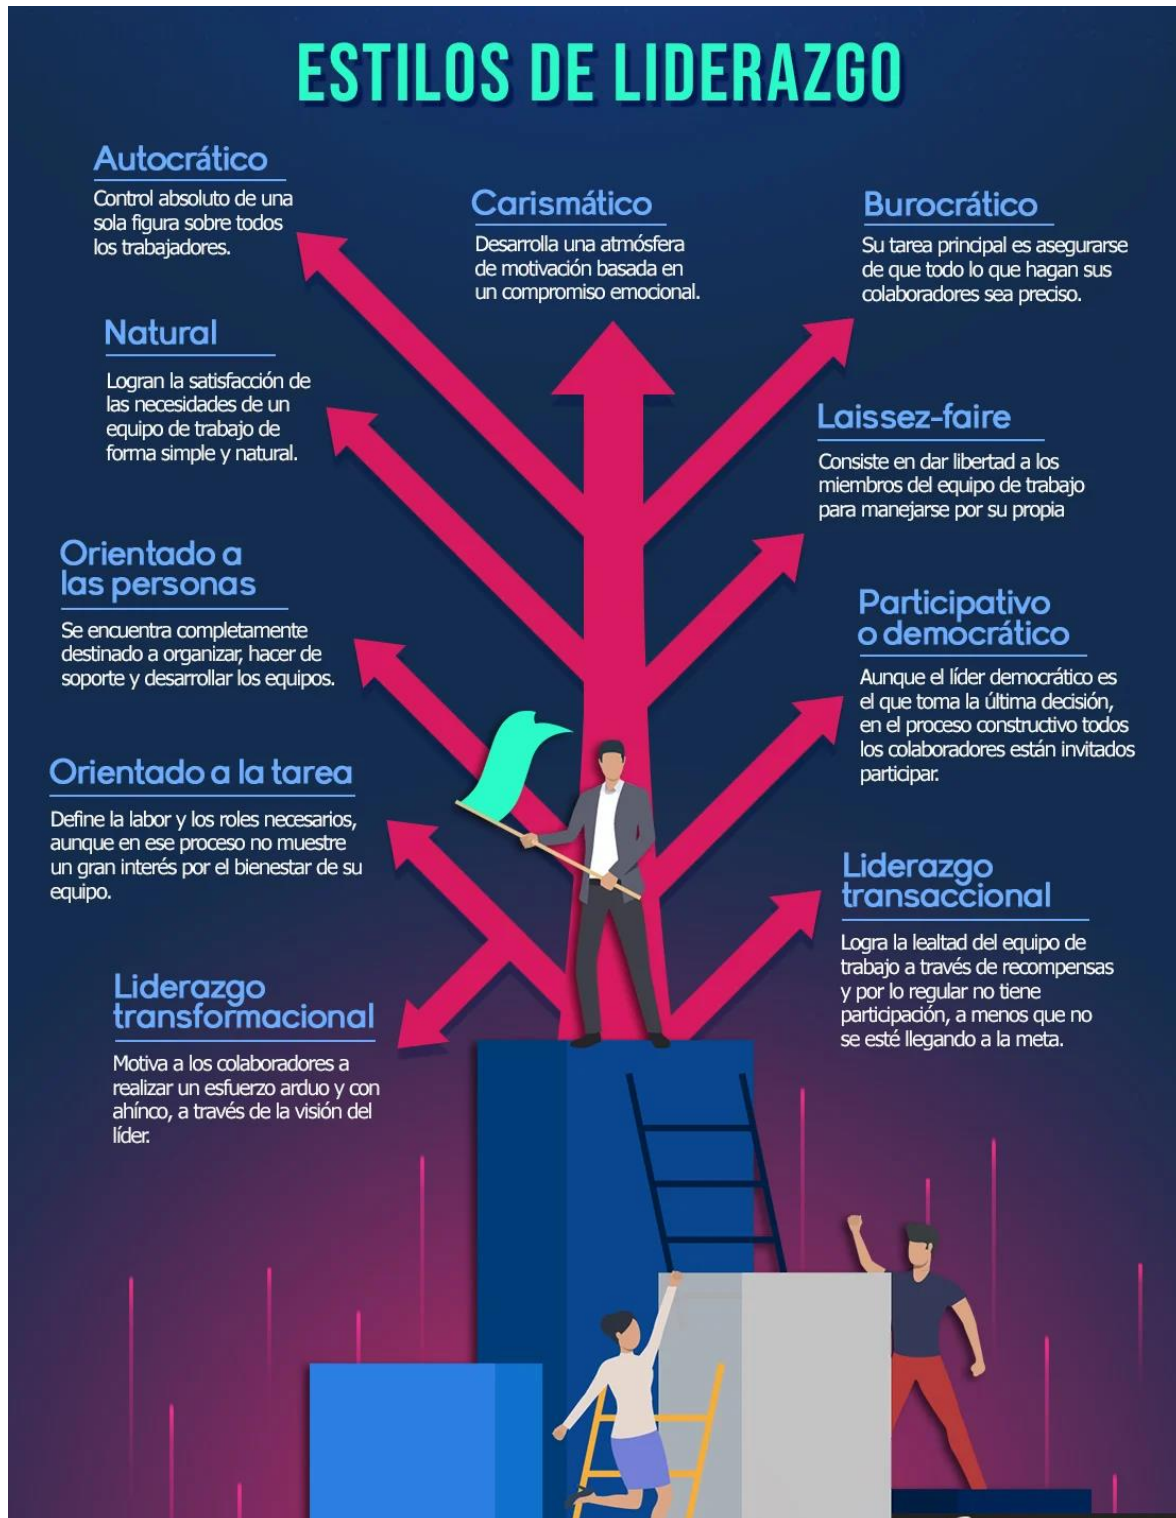 ESTILOS DE LIDERAZGO
Autocrático
Control absoluto de una
sola figura sobre todos
los trabajadores.
Carismático
Desarrolla una atmósfera
de motivación basada en
un compromiso emocional.
Burocrático
Su tarea principal es asegurarse
de que todo lo que hagan sus
colaboradores sea preciso.
Natural
Logran la satisfacción de
las necesidades de un
equipo de trabajo de
forma simple y natural.
Laissez-faire
Consiste en dar libertad a los
miembros del equipo de trabajo
para manejarse por su propia
Orientado a
las personas
Se encuentra completamente
destinado a organizar, hacer de
soporte y desarrollar los equipos.
Participativo
o democrático
Aunque el líder democrático es
el que toma la última decisión,
en el proceso constructivo todos
los colaboradores están invitados
participar.
Orientado a la tarea
Define la labor y los roles necesarios,
aunque en ese proceso no muestre
un gran interés por el bienestar de su
equipo.
Liderazgo
transaccional
Logra la lealtad del equipo de
trabajo a través de recompensas
y por lo regular no tiene
participación, a menos que no
se esté llegando a la meta.
Liderazgo
transformacional
Motiva a los colaboradores a
realizar un esfuerzo arduo y con
ahínco, a través de la visión del
líder.